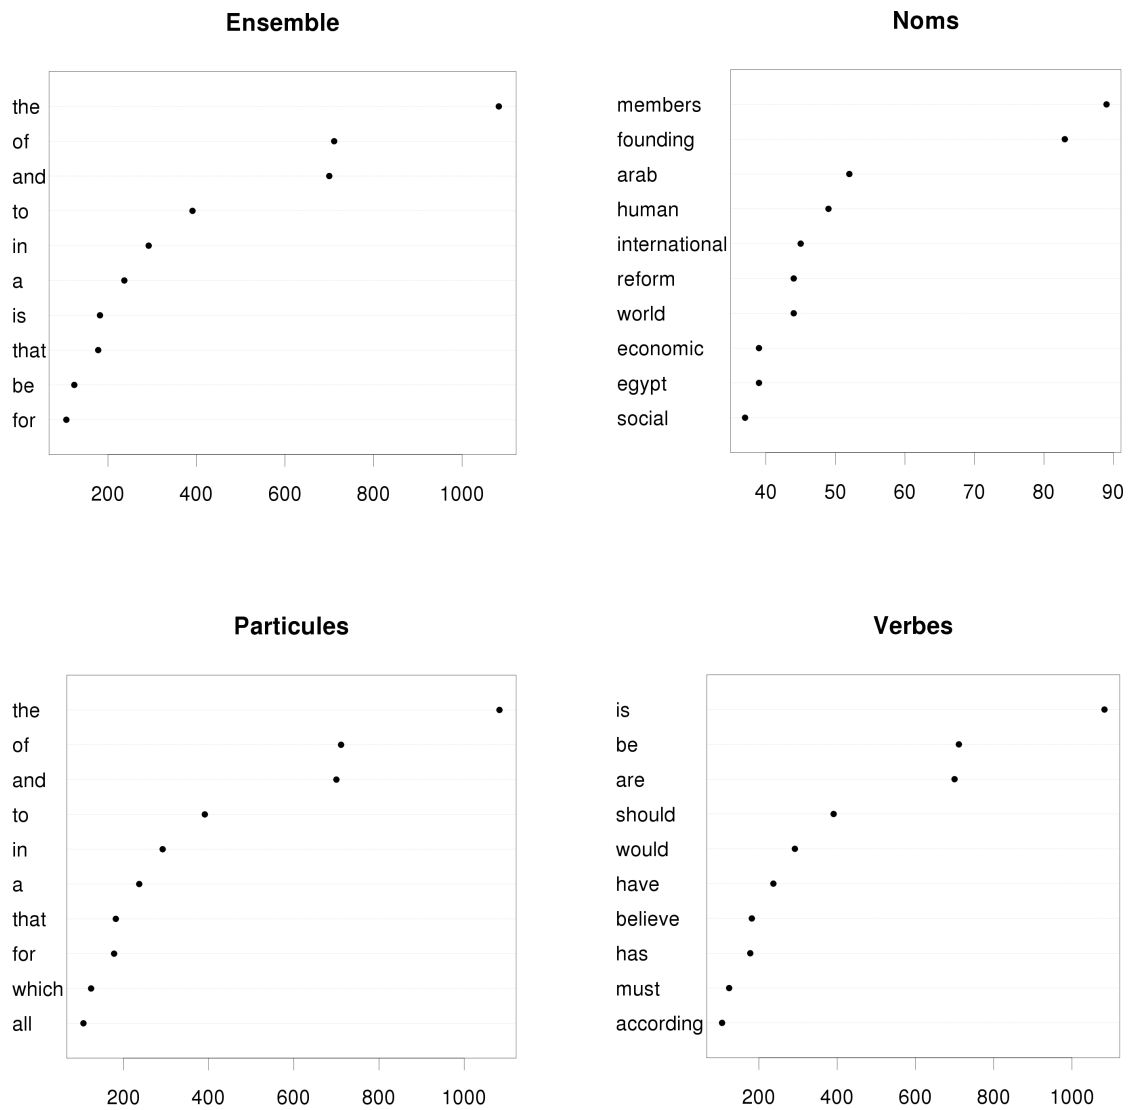 Ensemble
the
of
and
to
in
a
is
that
be
for
200 400 600 800 1000
Noms
members
founding
arab
human
international
reform
world
economic
egypt
social
40 50 60 70 80 90
Particules
the
of
and
to
in
a
that
for
which
all
200 400 600 800 1000
Verbes
is
be
are
should
would
have
believe
has
must
according
200 400 600 800 1000